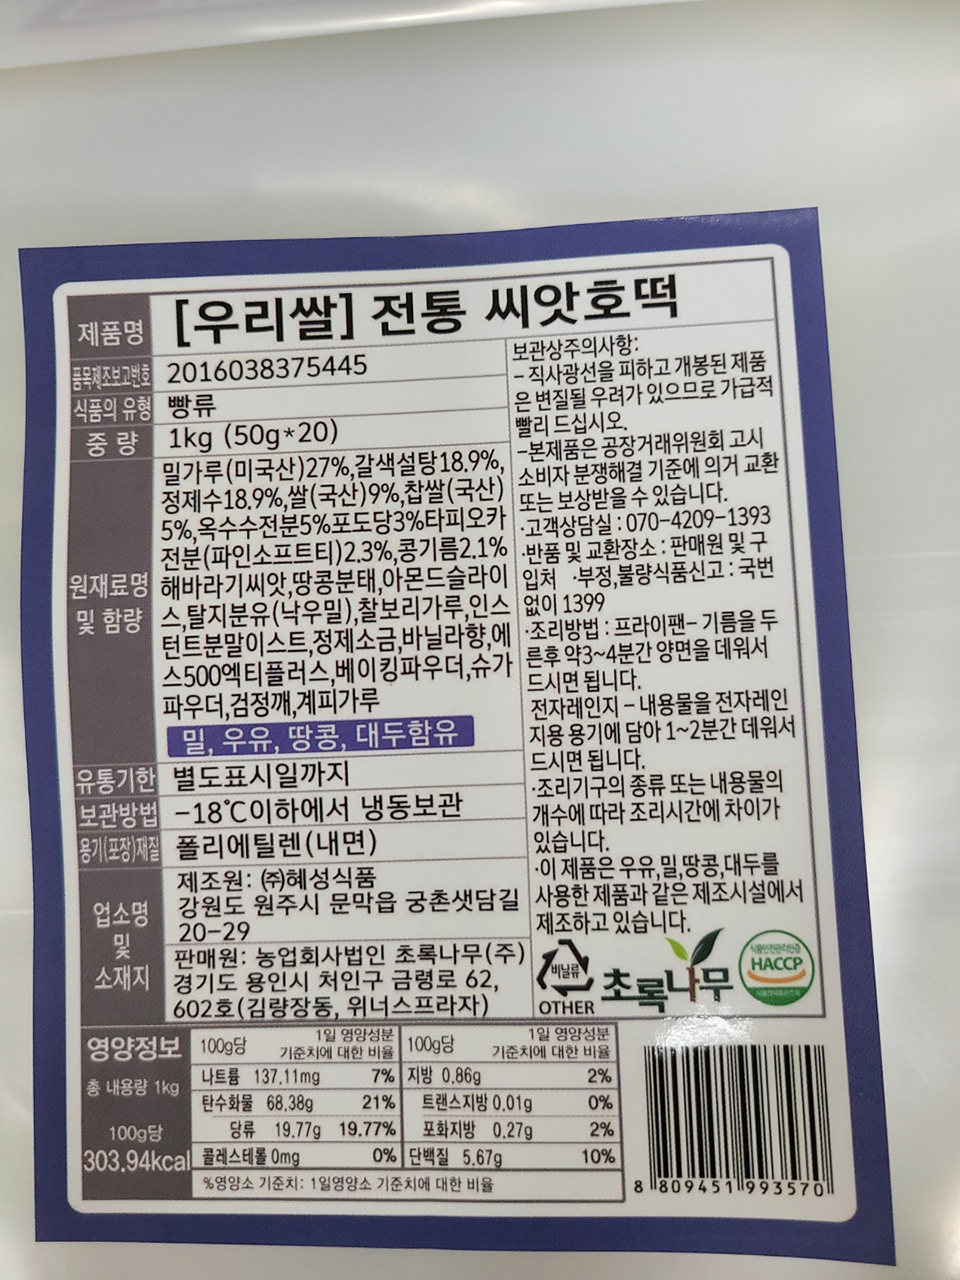 제품명
[우리쌀] 전통 씨앗호떡
품목제조보고번호
2016038375445
식품의 유형
빵류
중 량
1kg (50g*20)
원재료명
및 함량
밀가루(미국산)27%,갈색설탕18.9%,
정제수18.9%,쌀(국산)9%,찹쌀(국산)
5%,옥수수전분5%포도당3%타피오카
전분(파인소프트티)2.3%,콩기름2.1%
해바라기씨앗,땅콩분태,아몬드슬라이
스,탈지분유(낙우밀),찰보리가루,인스
턴트분말이스트,정제소금,바닐라향,에
스500엑티플러스,베이킹파우더,슈가
파우더,검정깨,계피가루
밀, 우유, 땅콩, 대두함유
유통기한
별도표시일까지
보관방법
-18℃이하에서 냉동보관
용기(포장)재질
폴리에틸렌(내면)
업소명
및
소재지
제조원: ㈜혜성식품
강원도 원주시 문막읍 궁촌샛담길
20-29
판매원: 농업회사법인 초록나무(주)
경기도 용인시 처인구 금령로 62,
602호(김량장동, 위너스프라자)
보관상주의사항:
- 직사광선을 피하고 개봉된 제품
은 변질될 우려가 있으므로 가급적
빨리 드십시오.
-본제품은 공장거래위원회 고시
소비자 분쟁해결 기준에 의거 교환
또는 보상받을 수 있습니다.
·고객상담실 : 070-4209-1393
·반품 및 교환장소 : 판매원 및 구
입처 ·부정,불량식품신고 : 국번
없이 1399
·조리방법 : 프라이팬- 기름을 두
른후 약3~4분간 양면을 데워서
드시면 됩니다.
전자레인지 - 내용물을 전자레인
지용 용기에 담아 1~2분간 데워서
드시면 됩니다.
·조리기구의 종류 또는 내용물의
개수에 따라 조리시간에 차이가
있습니다.
·이 제품은 우유,밀,땅콩,대두를
사용한 제품과 같은 제조시설에서
제조하고 있습니다.
비닐류
OTHER
초록나무
식품안전관리인증
HACCP
영양정보
총 내용량 1kg
100g당
303.94kcal
100g당 1일 영양성분
기준치에 대한 비율
100g당 1일 영양성분
기준치에 대한 비율
나트륨 137.11mg 7% 지방 0.86g 2%
탄수화물 68.38g 21% 트랜스지방 0.01g 0%
당류 19.77g 19.77% 포화지방 0.27g 2%
콜레스테롤 0mg 0% 단백질 5.67g 10%
%영양소 기준치: 1일영양소 기준치에 대한 비율
8 809451 993570